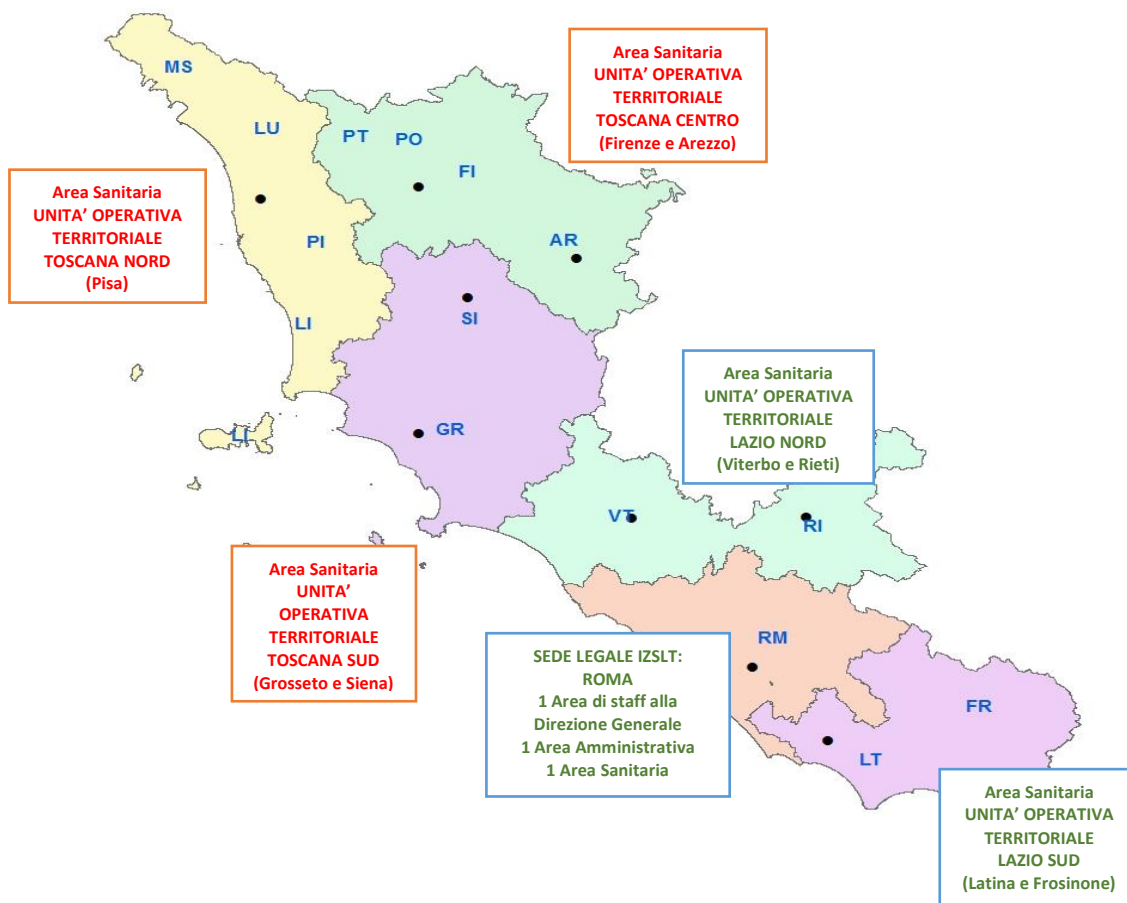 MS
LU
PT
PO
FI
PI
AR
LI
SI
LI
GR
VT
RI
RM
FR
LT
Area Sanitaria
UNITA’ OPERATIVA
TERRITORIALE
TOSCANA CENTRO
(Firenze e Arezzo)
Area Sanitaria
UNITA’ OPERATIVA
TERRITORIALE
TOSCANA NORD
(Pisa)
Area Sanitaria
UNITA’ OPERATIVA
TERRITORIALE
LAZIO NORD
(Viterbo e Rieti)
Area Sanitaria
UNITA’
OPERATIVA
TERRITORIALE
TOSCANA SUD
(Grosseto e Siena)
SEDE LEGALE IZSLT:
ROMA
1 Area di staff alla
Direzione Generale
1 Area Amministrativa
1 Area Sanitaria
Area Sanitaria
UNITA’ OPERATIVA
TERRITORIALE
LAZIO SUD
(Latina e Frosinone)